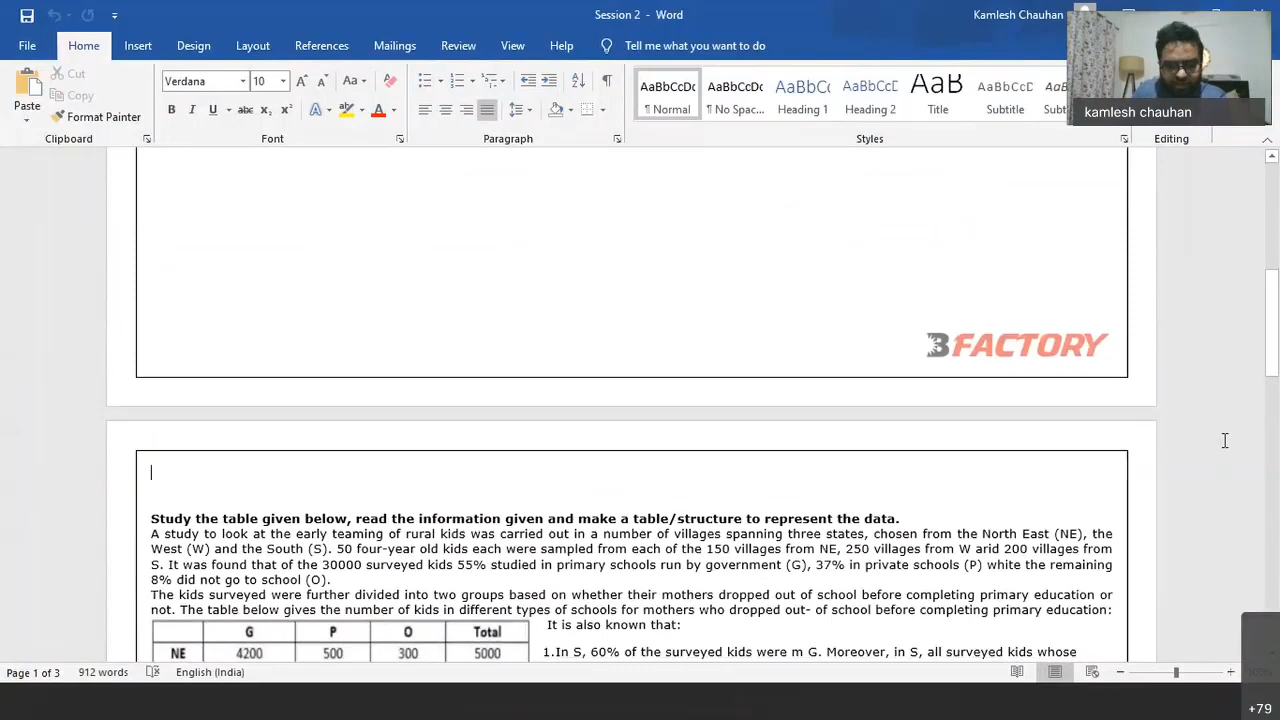 Session 2 - Word
Kamlesh Chauhan
File Home Insert Design Layout References Mailings Review View Help Tell me what you want to do
Paste
Cut
Copy
Format Painter
Verdana 10
Aa
B I U abc x₂ x²
AaBbCcDc AaBbCcDc AaBbC AaBbCcD AaB AaBbCcD
¶ Normal ¶ No Spac... Heading 1 Heading 2 Title Subtitle
kamlesh chauhan
Clipboard Font Paragraph Styles Editing
3FACTORY
Study the table given below, read the information given and make a table/structure to represent the data.
A study to look at the early teaming of rural kids was carried out in a number of villages spanning three states, chosen from the North East (NE), the
West (W) and the South (S). 50 four-year old kids each were sampled from each of the 150 villages from NE, 250 villages from W arid 200 villages from
S. It was found that of the 30000 surveyed kids 55% studied in primary schools run by government (G), 37% in private schools (P) white the remaining
8% did not go to school (O).
The kids surveyed were further divided into two groups based on whether their mothers dropped out of school before completing primary education or
not. The table below gives the number of kids in different types of schools for mothers who dropped out- of school before completing primary education:
G P O Total
NE 4200 500 300 5000
It is also known that:
1.In S, 60% of the surveyed kids were m G. Moreover, in S, all surveyed kids whose
Page 1 of 3 912 words English (India)
+79